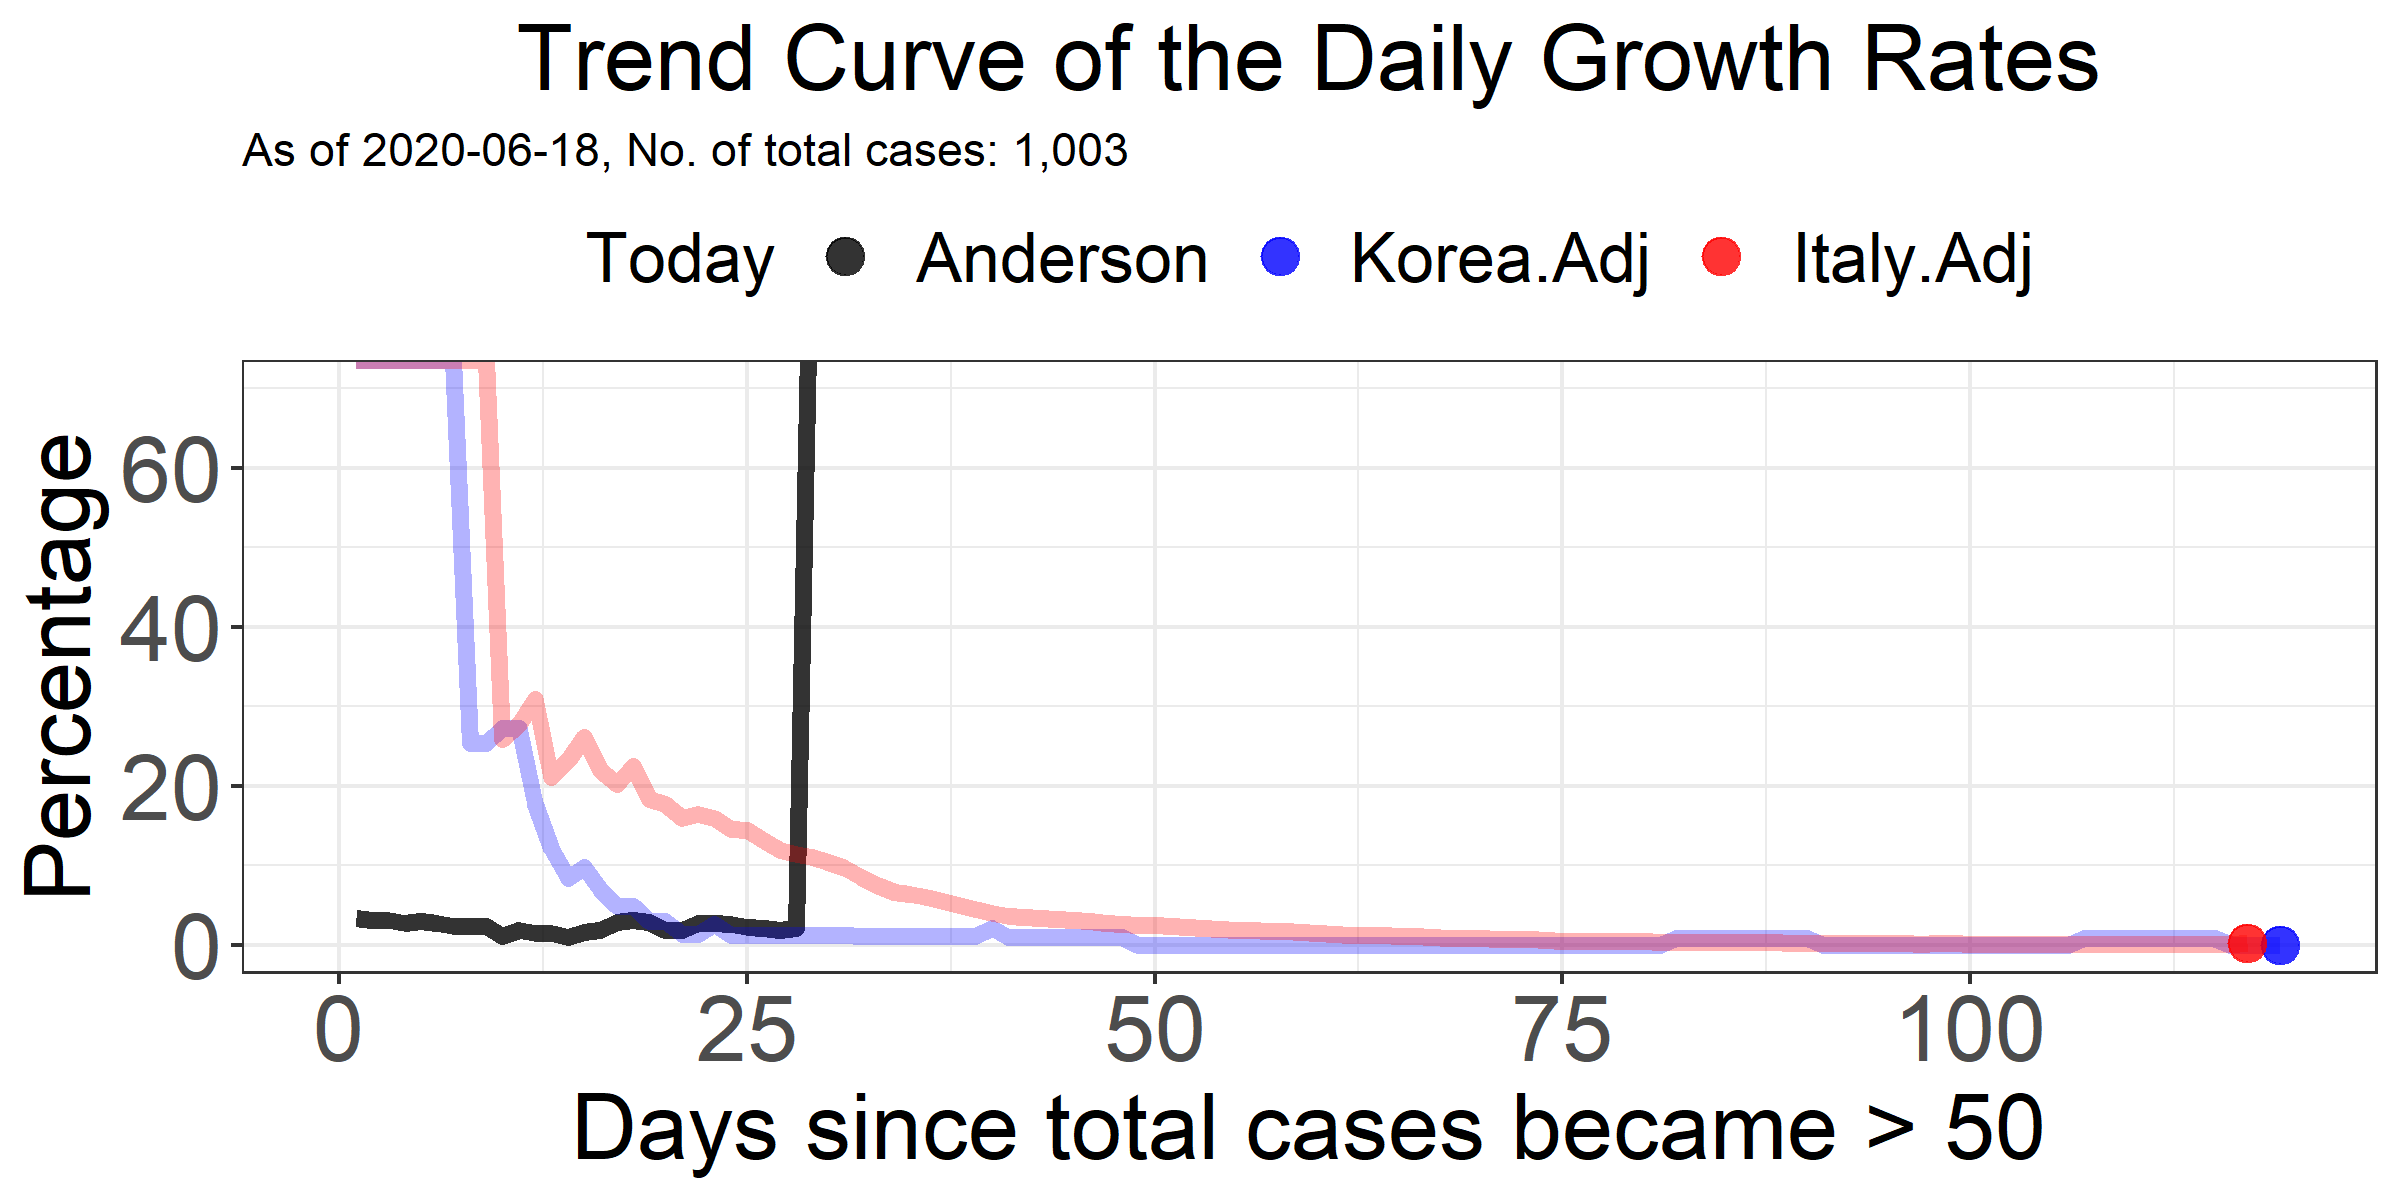 Trend Curve of the Daily Growth Rates
As of 2020-06-18, No. of total cases: 1,003
Today Anderson Korea.Adj Italy.Adj
Percentage
60
40
20
0
0 25 50 75 100
Days since total cases became > 50